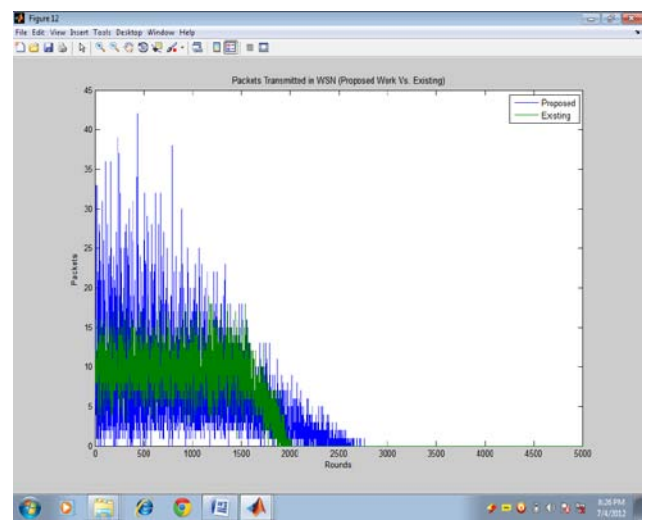 Figure 12
File Edit View Insert Tools Desktop Window Help
Packets Transmitted in WSN (Proposed Work Vs. Existing)
Proposed
Existing
45
40
35
30
25
20
15
10
5
0
Packets
0 500 1000 1500 2000 2500 3000 3500 4000 4500 5000
Rounds
8:26 PM
7/4/2012